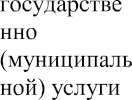 государстве
нно
(муниципаль
ной) услуги